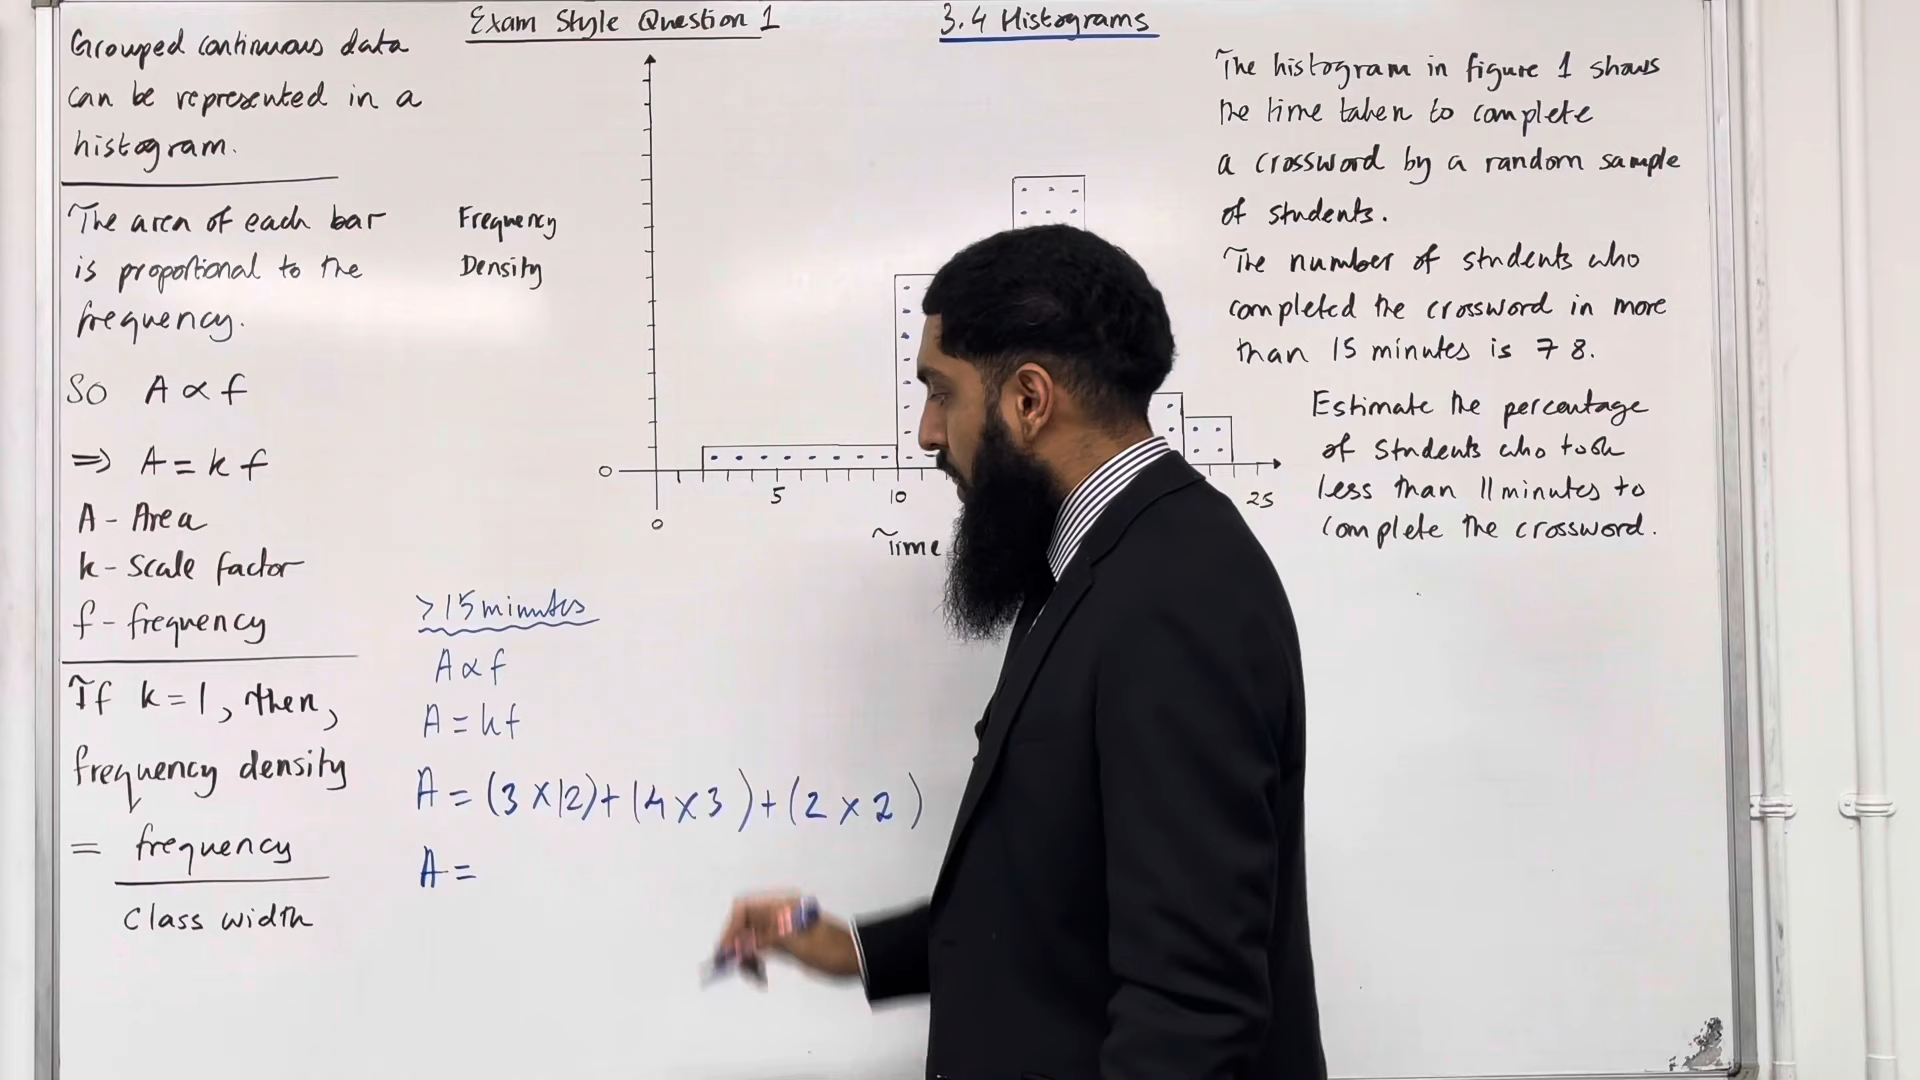 Exam Style Question 1
3.4 Histograms
Grouped continuous data
can be represented in a
histogram.
The area of each bar
is proportional to the
frequency.
So A ∝ f
⇒ A = k f
A - Area
k - Scale factor
f - frequency
If k = 1, then,
frequency density
= frequency
class width
Frequency
Density
0
0
5
10
25
Time
The histogram in figure 1 shows
the time taken to complete
a crossword by a random sample
of students.
The number of students who
completed the crossword in more
than 15 minutes is 78.
Estimate the percentage
of students who took
less than 11 minutes to
complete the crossword.
>15 minutes
A ∝ f
A = kf
A = (3 × 12) + (4 × 3) + (2 × 2)
A =